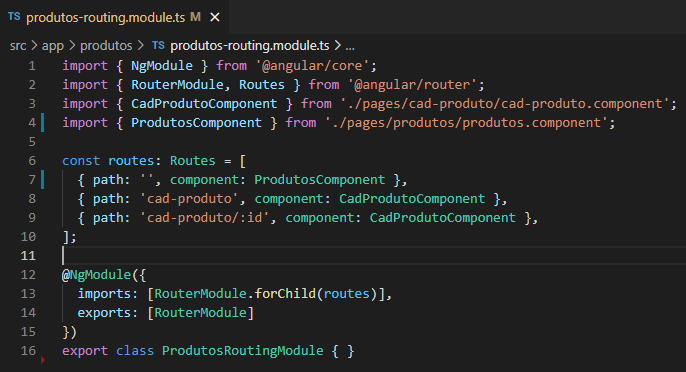 TS produtos-routing.module.ts M ×
src > app > produtos > TS produtos-routing.module.ts > ...
1 import { NgModule } from '@angular/core';
2 import { RouterModule, Routes } from '@angular/router';
3 import { CadProdutoComponent } from './pages/cad-produto/cad-produto.component';
4 import { ProdutosComponent } from './pages/produtos/produtos.component';
5
6 const routes: Routes = [
7   { path: '', component: ProdutosComponent },
8   { path: 'cad-produto', component: CadProdutoComponent },
9   { path: 'cad-produto/:id', component: CadProdutoComponent },
10 ];
11
12 @NgModule({
13   imports: [RouterModule.forChild(routes)],
14   exports: [RouterModule]
15 })
16 export class ProdutosRoutingModule { }